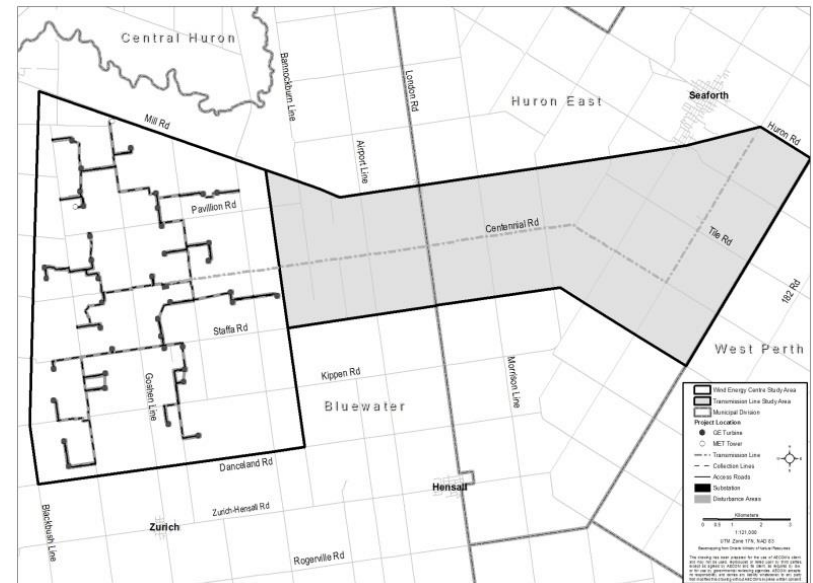 Central Huron
Bannockburn Line
London Rd
Huron East
Seaforth
Huron Rd
Mill Rd
Airport Line
Pavillion Rd
Centennial Rd
Tile Rd
182 Rd
Staffa Rd
West Perth
Goshen Line
Kippen Rd
Morrison Line
Bluewater
Danceland Rd
Hensall
Zurich-Hensall Rd
Blackbush Line
Zurich
Rogerville Rd
Wind Energy Centre Study Area
Transmission Line Study Area
Municipal Division
Project Location
GE Turbine
MET Tower
Transmission Line
Collection Lines
Access Roads
Substation
Disturbance Areas
Kilometers
0 0.5 1 2 3
1:121,000
UTM Zone 17N, NAD 83